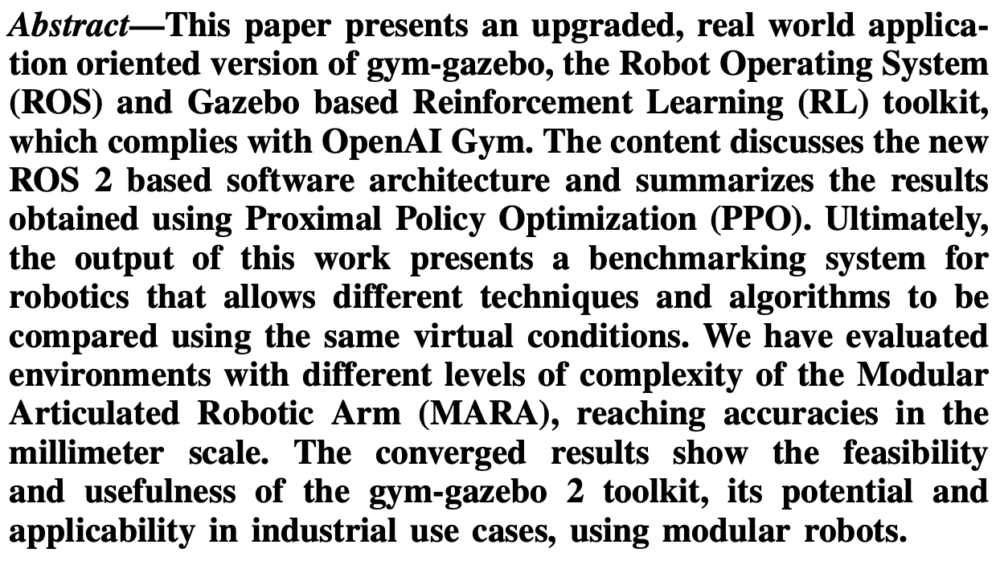 Abstract—This paper presents an upgraded, real world applica-
tion oriented version of gym-gazebo, the Robot Operating System
(ROS) and Gazebo based Reinforcement Learning (RL) toolkit,
which complies with OpenAI Gym. The content discusses the new
ROS 2 based software architecture and summarizes the results
obtained using Proximal Policy Optimization (PPO). Ultimately,
the output of this work presents a benchmarking system for
robotics that allows different techniques and algorithms to be
compared using the same virtual conditions. We have evaluated
environments with different levels of complexity of the Modular
Articulated Robotic Arm (MARA), reaching accuracies in the
millimeter scale. The converged results show the feasibility
and usefulness of the gym-gazebo 2 toolkit, its potential and
applicability in industrial use cases, using modular robots.